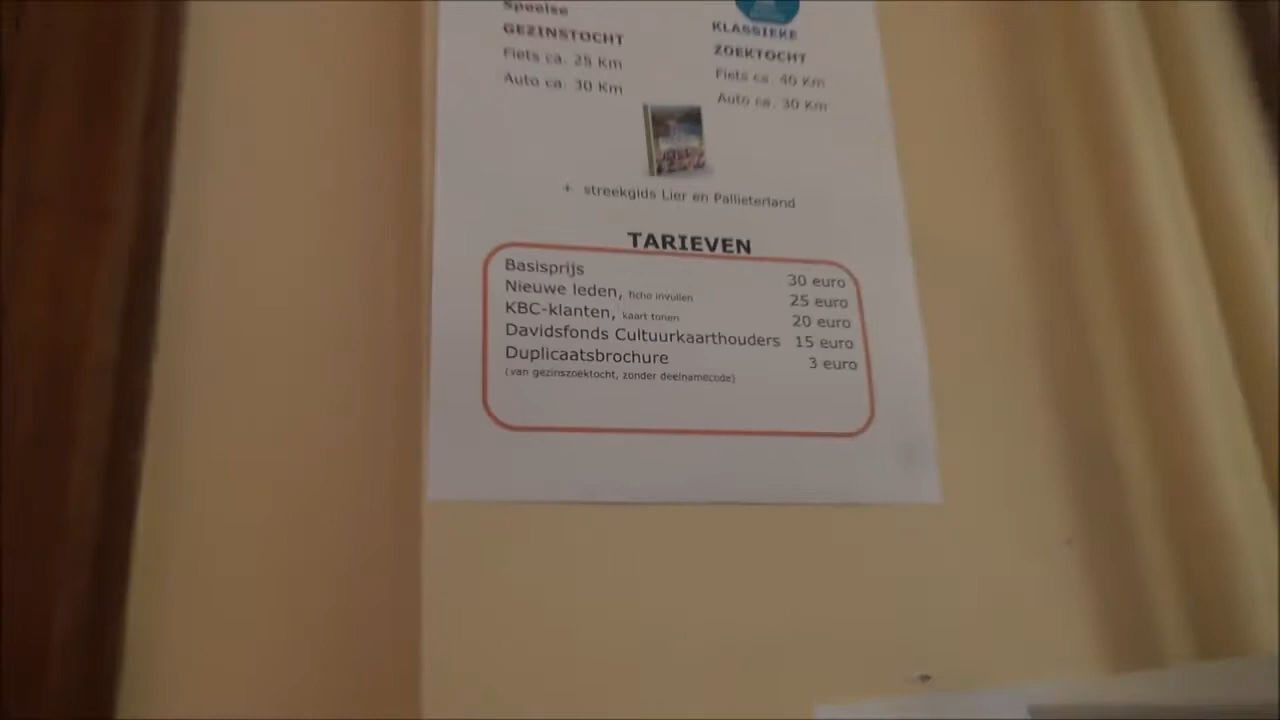 Speelse
GEZINSTOCHT
Fiets ca. 25 Km
Auto ca. 30 Km
KLASSIEKE
ZOEKTOCHT
Fiets ca. 40 Km
Auto ca. 30 Km
+ streekgids Lier en Pallieterland
TARIEVEN
Basisprijs 30 euro
Nieuwe leden, fiche invullen 25 euro
KBC-klanten, kaart tonen 20 euro
Davidsfonds Cultuurkaarthouders 15 euro
Duplicaatsbrochure 3 euro
(van gezinszoektocht, zonder deelnamecode)